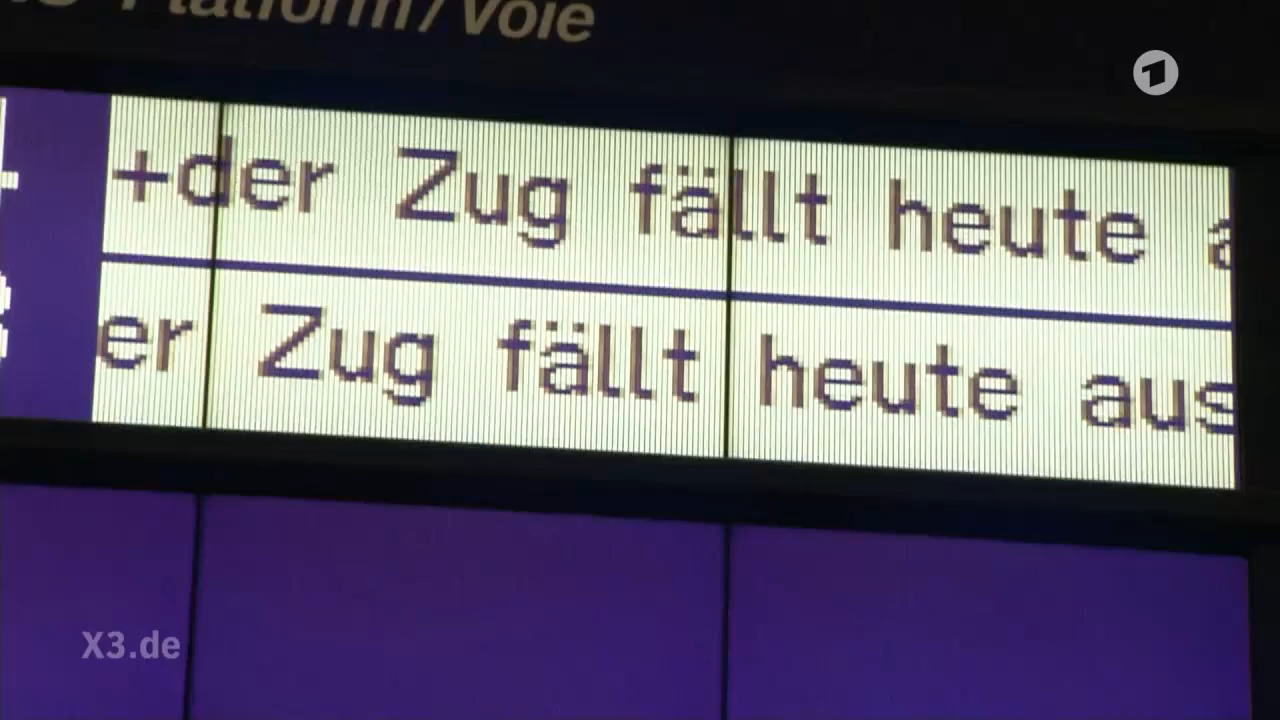 Platform/Voie
+der Zug fällt heute a
er Zug fällt heute aus
X3.de